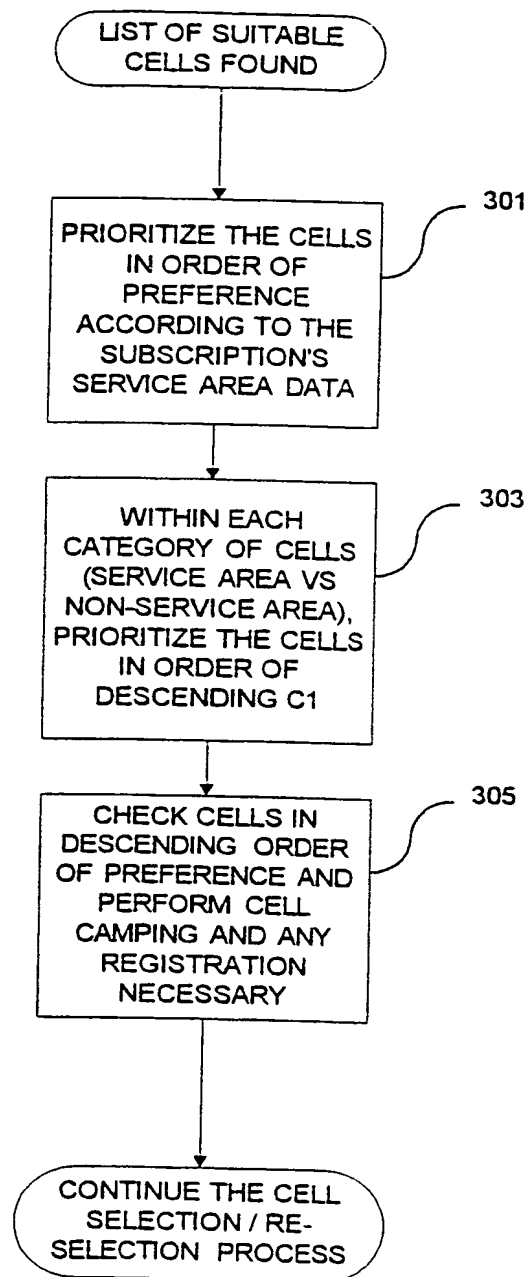 LIST OF SUITABLE
CELLS FOUND
301
PRIORITIZE THE CELLS
IN ORDER OF
PREFERENCE
ACCORDING TO THE
SUBSCRIPTION'S
SERVICE AREA DATA
303
WITHIN EACH
CATEGORY OF CELLS
(SERVICE AREA VS
NON-SERVICE AREA),
PRIORITIZE THE CELLS
IN ORDER OF
DESCENDING C1
305
CHECK CELLS IN
DESCENDING ORDER
OF PREFERENCE AND
PERFORM CELL
CAMPING AND ANY
REGISTRATION
NECESSARY
CONTINUE THE CELL
SELECTION / RE-
SELECTION PROCESS